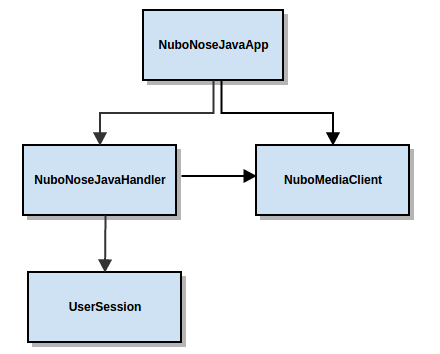 NuboNoseJavaApp
NuboNoseJavaHandler
NuboMediaClient
UserSession